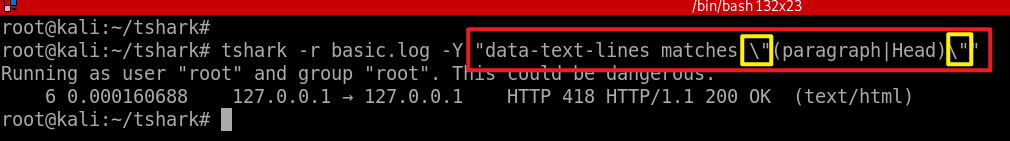 /bin/bash 132x23
root@kali:~/tshark#
root@kali:~/tshark# tshark -r basic.log -Y "data-text-lines matches \"(paragraph|Head)\""
Running as user "root" and group "root". This could be dangerous.
    6 0.000160688    127.0.0.1 → 127.0.0.1    HTTP 418 HTTP/1.1 200 OK  (text/html)
root@kali:~/tshark#